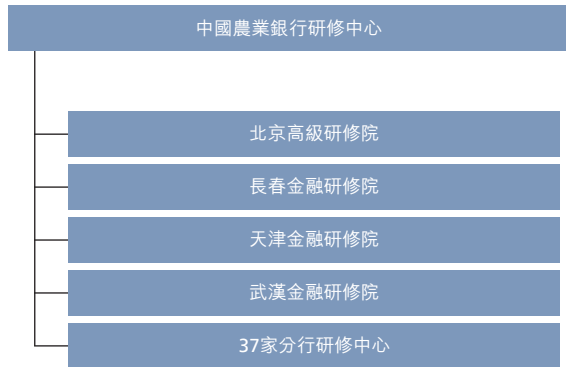 中國農業銀行研修中心
北京高級研修院
長春金融研修院
天津金融研修院
武漢金融研修院
37家分行研修中心